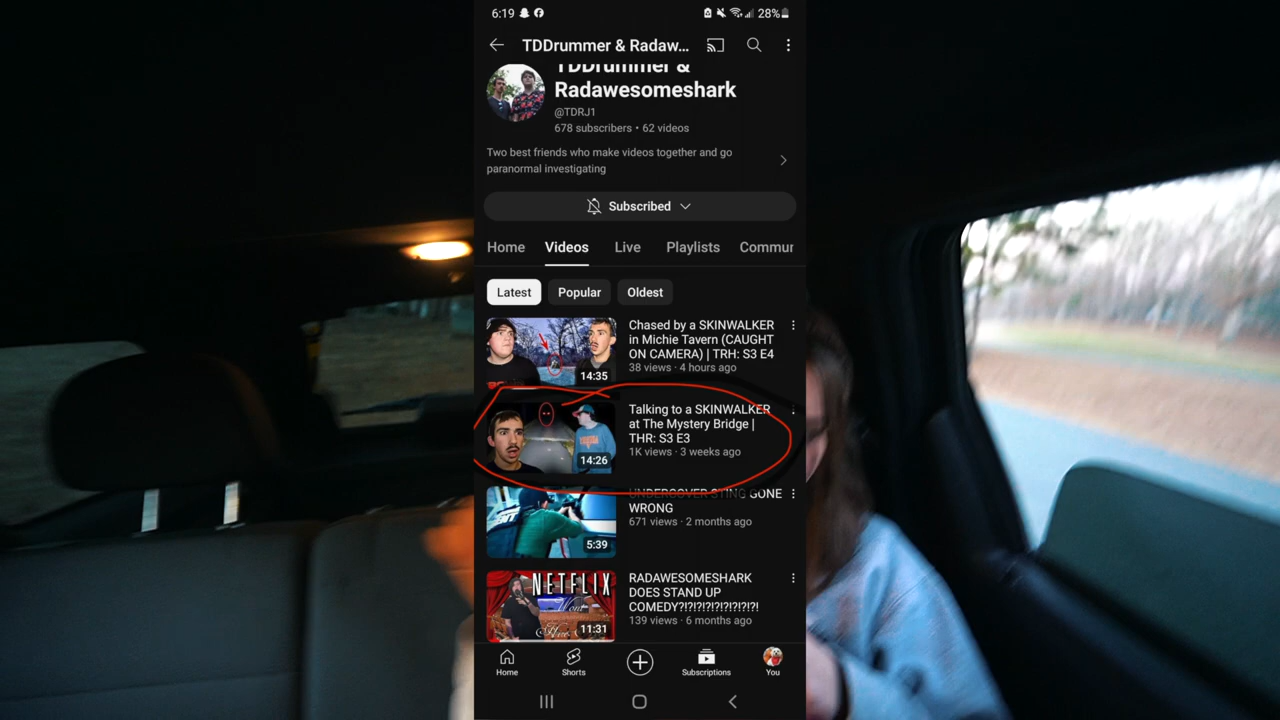 6:19
28%
TDDrummer & Radaw...
TDDrummer &
Radawesomeshark
@TDRJ1
678 subscribers • 62 videos
Two best friends who make videos together and go
paranormal investigating
Subscribed
Home Videos Live Playlists Commun
Latest Popular Oldest
Chased by a SKINWALKER
in Michie Tavern (CAUGHT
ON CAMERA) | TRH: S3 E4
38 views · 4 hours ago
14:35
Talking to a SKINWALKER
at The Mystery Bridge |
THR: S3 E3
1K views · 3 weeks ago
14:26
UNDERCOVER STING GONE
WRONG
671 views · 2 months ago
5:39
NETFLIX
RADAWESOMESHARK
DOES STAND UP
COMEDY?!?!?!?!?!?!?!?!
139 views · 6 months ago
11:31
Home Shorts Subscriptions You